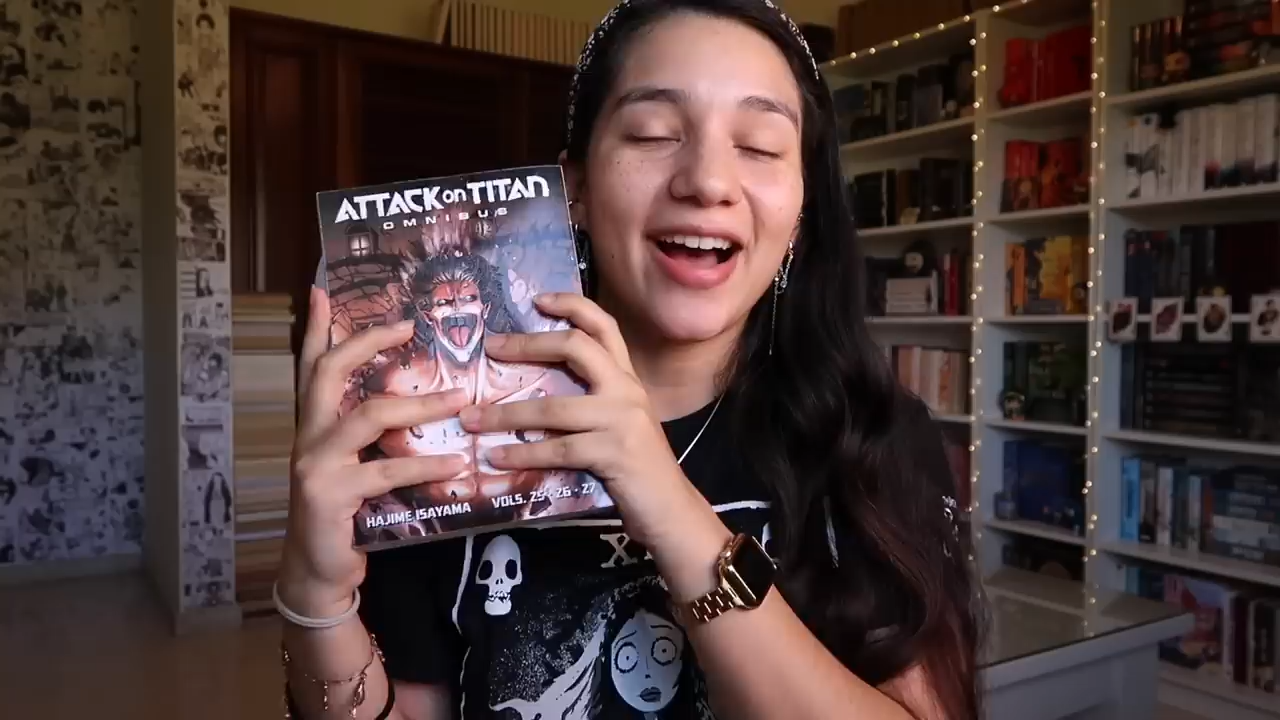 ATTACK on TITAN
OMNIBUS
HAJIME ISAYAMA VOLS. 25 · 26 · 27
X